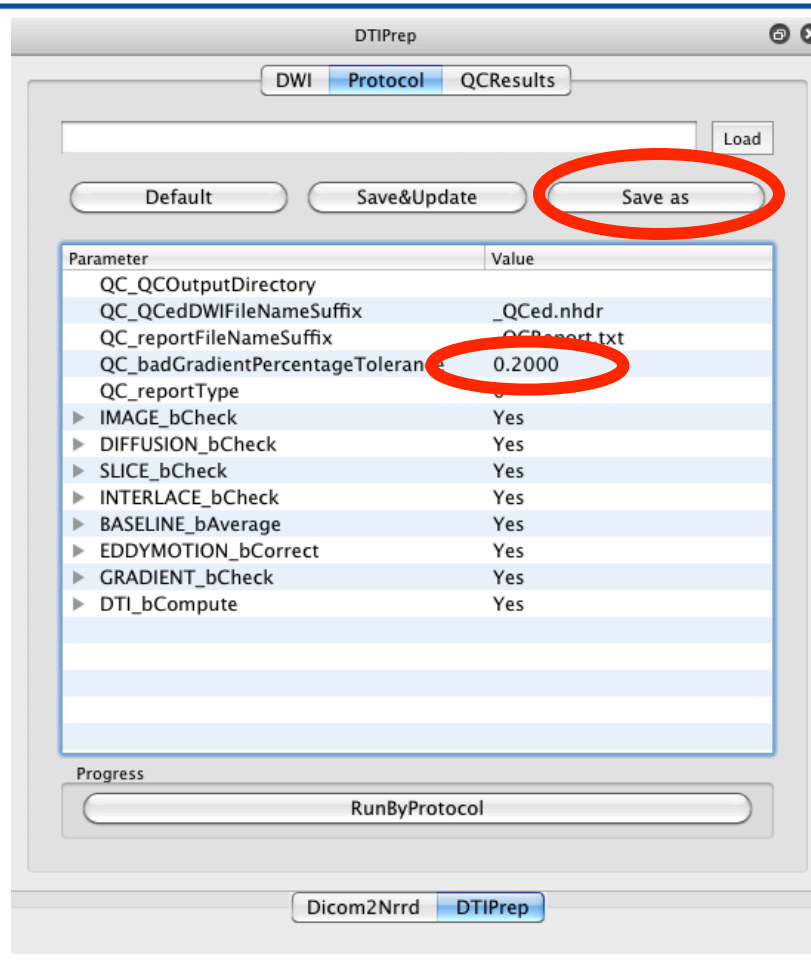 DTIPrep
DWI Protocol QCResults
Load
Default Save&Update Save as
Parameter Value
QC_QCOutputDirectory
QC_QCedDWIFileNameSuffix _QCed.nhdr
QC_reportFileNameSuffix _QCReport.txt
QC_badGradientPercentageTolerance 0.2000
QC_reportType
IMAGE_bCheck Yes
DIFFUSION_bCheck Yes
SLICE_bCheck Yes
INTERLACE_bCheck Yes
BASELINE_bAverage Yes
EDDYMOTION_bCorrect Yes
GRADIENT_bCheck Yes
DTI_bCompute Yes
Progress
RunByProtocol
Dicom2Nrrd DTIPrep